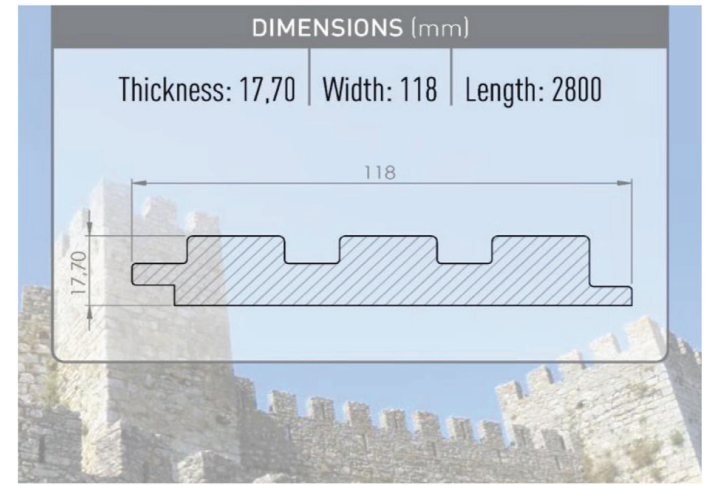 DIMENSIONS (mm)
Thickness: 17,70 | Width: 118 | Length: 2800
118
17,70